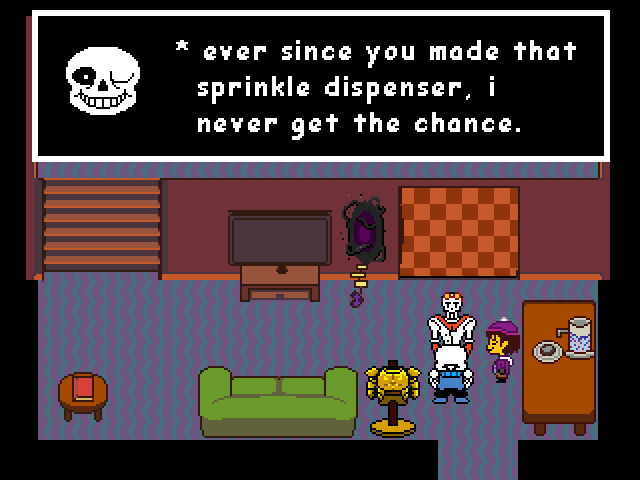 * ever since you made that
sprinkle dispenser, i
never get the chance.